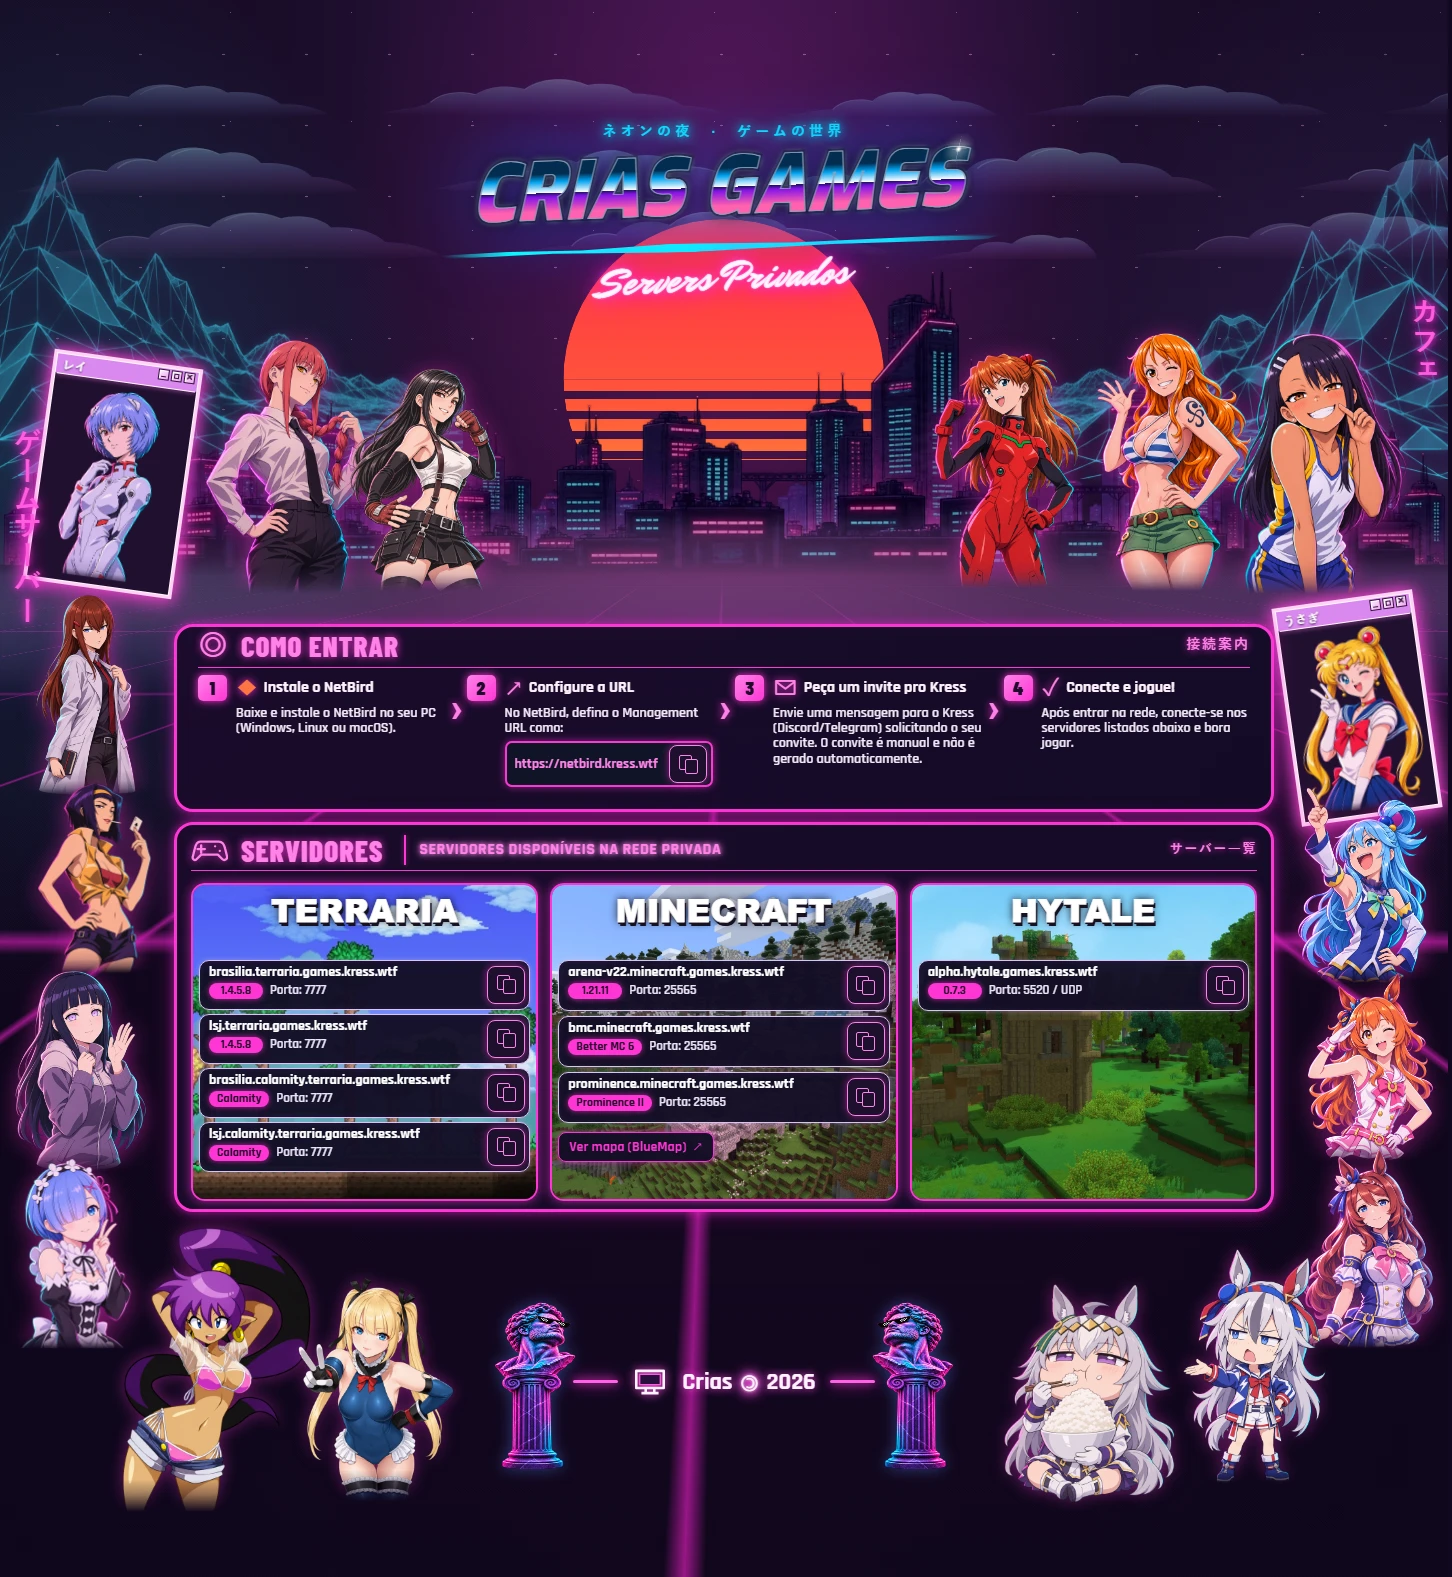 ネオンの夜 · ゲームの世界
CRIAS GAMES
Servers Privados
カフェ
レイ
ゲームサーバー
うさぎ
COMO ENTRAR
接続案内
1
Instale o NetBird
Baixe e instale o NetBird no seu PC
(Windows, Linux ou macOS).
2
Configure a URL
No NetBird, defina o Management
URL como:
https://netbird.kress.wtf
3
Peça um invite pro Kress
Envie uma mensagem para o Kress
(Discord/Telegram) solicitando o seu
convite. O convite é manual e não é
gerado automaticamente.
4
Conecte e jogue!
Após entrar na rede, conecte-se nos
servidores listados abaixo e bora
jogar.
SERVIDORES
SERVIDORES DISPONÍVEIS NA REDE PRIVADA
サーバー一覧
TERRARIA
brasilia.terraria.games.kress.wtf
1.4.5.8 Porta: 7777
lsj.terraria.games.kress.wtf
1.4.5.8 Porta: 7777
brasilia.calamity.terraria.games.kress.wtf
Calamity Porta: 7777
lsj.calamity.terraria.games.kress.wtf
Calamity Porta: 7777
MINECRAFT
arena-v22.minecraft.games.kress.wtf
1.21.11 Porta: 25565
bmc.minecraft.games.kress.wtf
Better MC 6 Porta: 25565
prominence.minecraft.games.kress.wtf
Prominence II Porta: 25565
Ver mapa (BlueMap) ↗
HYTALE
alpha.hytale.games.kress.wtf
0.7.3 Porta: 5520 / UDP
Crias 2026